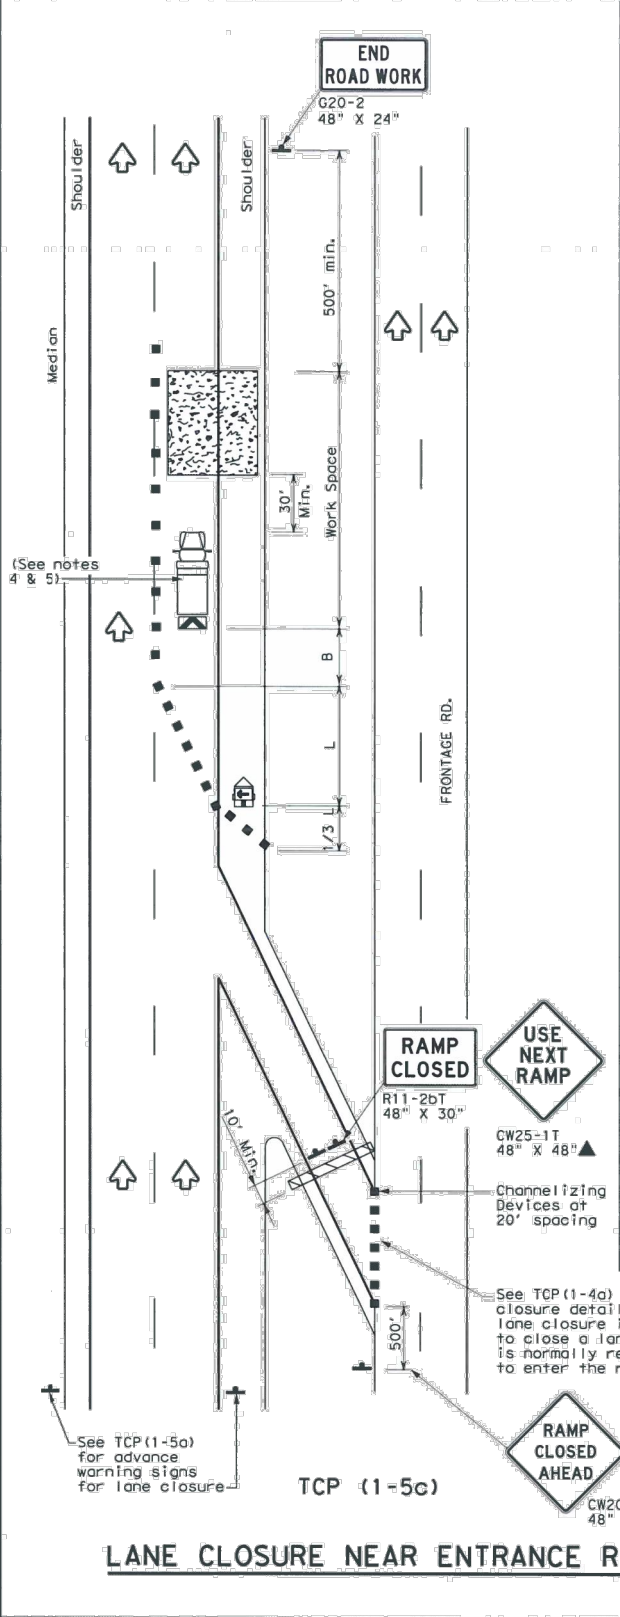 END
ROAD WORK
G20-2
48" X 24"
Shoulder
Shoulder
500' min.
Median
Work Space
30'
Min.
(See notes
4 & 5)
B
L
1/3 L
FRONTAGE RD.
RAMP
CLOSED
R11-2bT
48" X 30"
USE
NEXT
RAMP
CW25-1T
48" X 48"
10' Min.
Channelizing
Devices at
20' spacing
See TCP(1-4a)
closure detail
lane closure
to close a la
is normally re
to enter the
500'
RAMP
CLOSED
AHEAD
CW20
48"
See TCP(1-5a)
for advance
warning signs
for lane closure
TCP (1-5c)
LANE CLOSURE NEAR ENTRANCE R